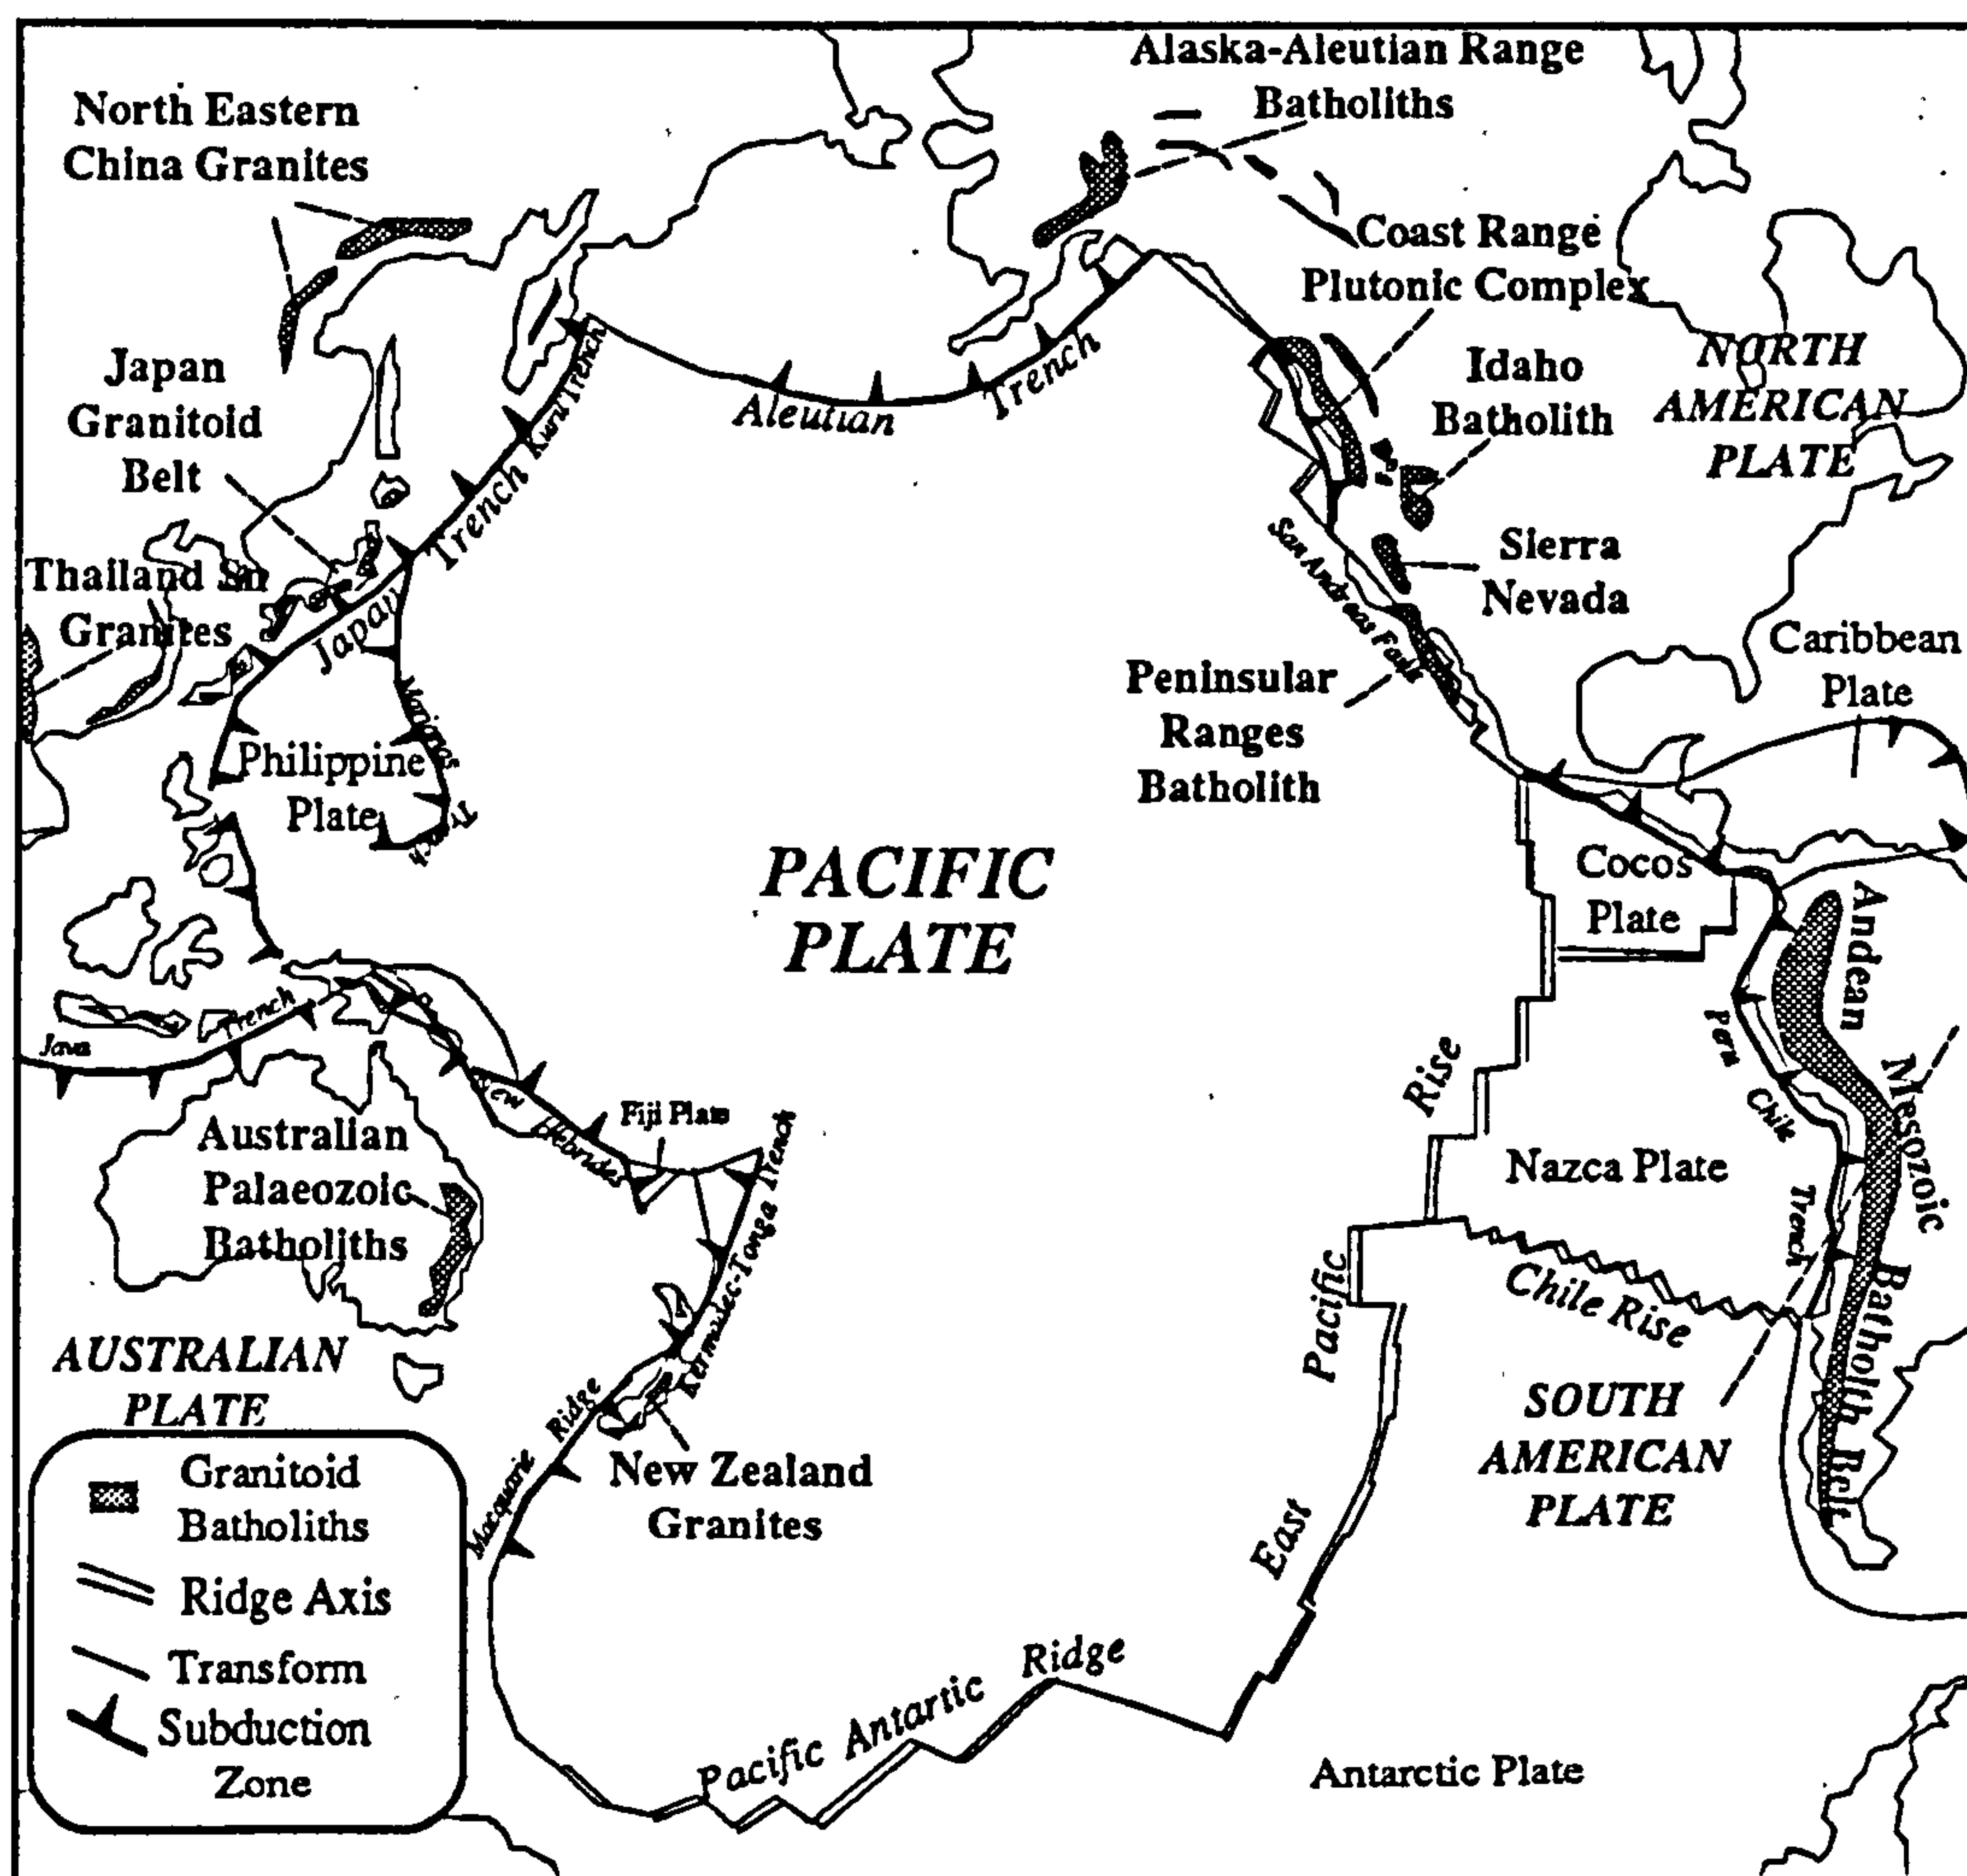 Alaska-Aleutian Range
Batholiths
North Eastern
China Granites
Coast Range
Plutonic Complex
Japan
Granitoid
Belt
Idaho
Batholith
NORTH
AMERICAN
PLATE
Kuril Trench
Aleutian Trench
Thailand Sn
Granites
Japan Trench
San Andreas Fault
Sierra
Nevada
Peninsular
Ranges
Batholith
Caribbean
Plate
Marianas Trench
Philippine
Plate
PACIFIC
PLATE
Cocos
Plate
Andean Mesozoic Batholith Belt
Java Trench
Peru Chile Trench
New Hebrides
Fiji Plate
Australian
Palaeozoic
Batholiths
Kermadec-Tonga Trench
Nazca Plate
East Pacific Rise
Chile Rise
AUSTRALIAN
PLATE
SOUTH
AMERICAN
PLATE
Macquarie Ridge
New Zealand
Granites
Granitoid
Batholiths
Ridge Axis
Transform
Subduction
Zone
Pacific Antartic Ridge
Antarctic Plate